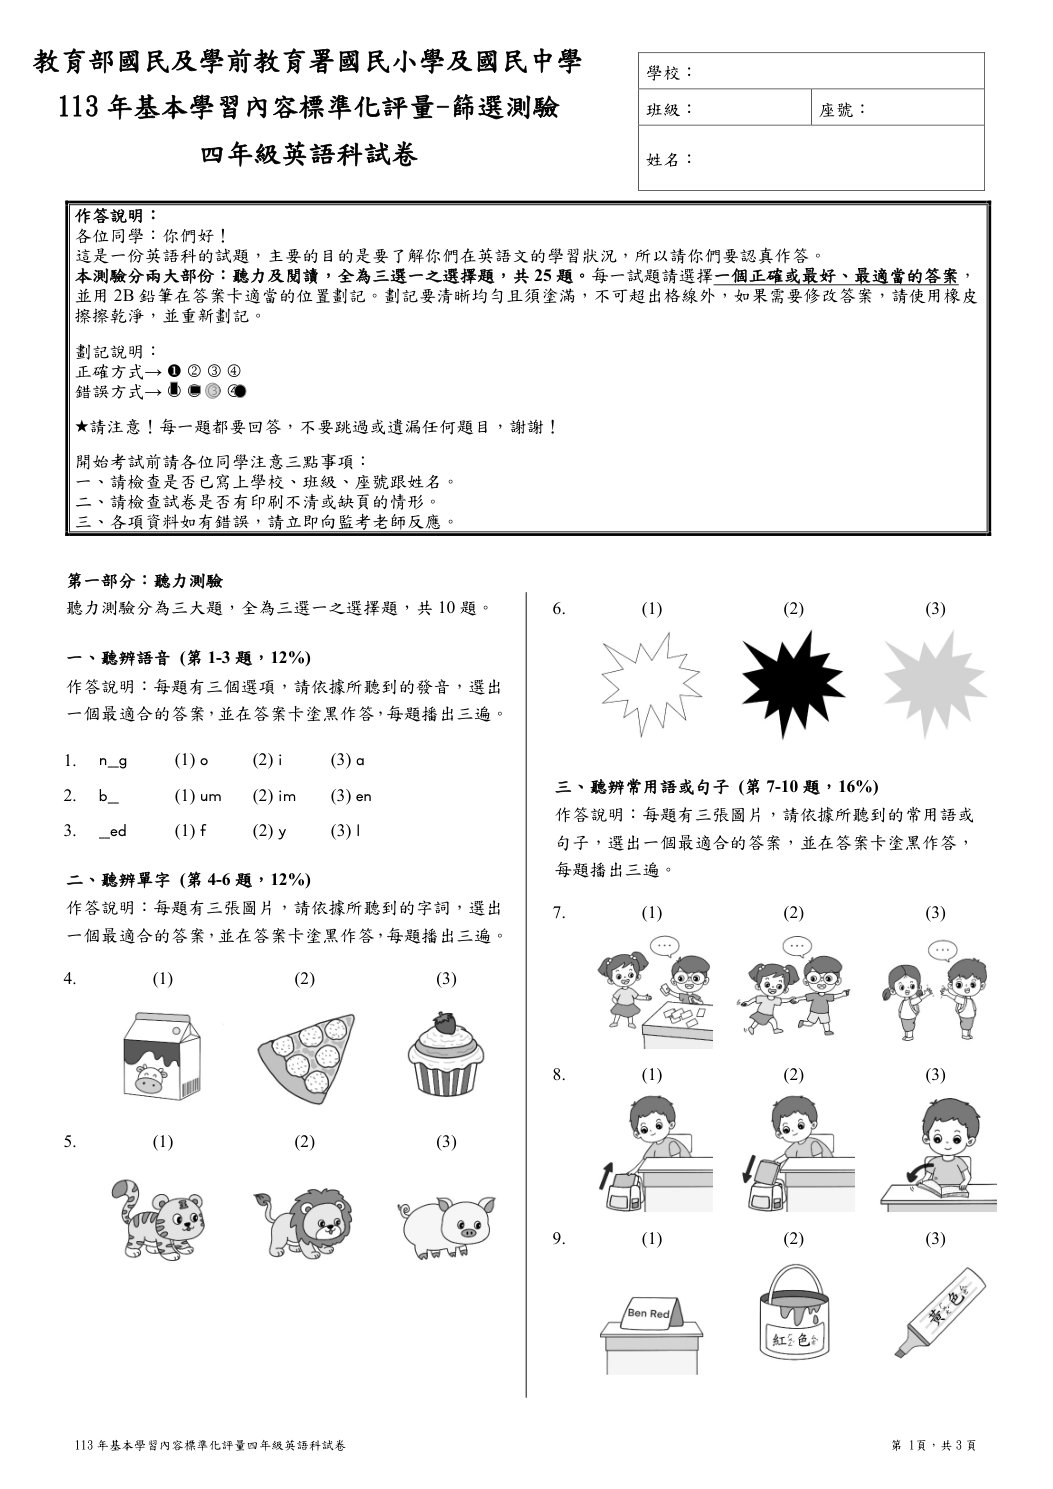 教育部國民及學前教育署國民小學及國民中學
113 年基本學習內容標準化評量-篩選測驗
四年級英語科試卷
學校：
班級：
座號：
姓名：
作答說明：
各位同學：你們好！
這是一份英語科的試題，主要的目的是要了解你們在英語文的學習狀況，所以請你們要認真作答。
本測驗分兩大部份：聽力及閱讀，全為三選一之選擇題，共 25 題。每一試題請選擇一個正確或最好、最適當的答案，
並用 2B 鉛筆在答案卡適當的位置劃記。劃記要清晰均勻且須塗滿，不可超出格線外，如果需要修改答案，請使用橡皮
擦擦乾淨，並重新劃記。
劃記說明：
正確方式→ ❶ ② ③ ④
錯誤方式→ ③ ④
★請注意！每一題都要回答，不要跳過或遺漏任何題目，謝謝！
開始考試前請各位同學注意三點事項：
一、請檢查是否已寫上學校、班級、座號跟姓名。
二、請檢查試卷是否有印刷不清或缺頁的情形。
三、各項資料如有錯誤，請立即向監考老師反應。
第一部分：聽力測驗
聽力測驗分為三大題，全為三選一之選擇題，共 10 題。
一、聽辨語音 (第 1-3 題，12%)
作答說明：每題有三個選項，請依據所聽到的發音，選出
一個最適合的答案，並在答案卡塗黑作答，每題播出三遍。
1. n_g (1) o (2) i (3) a
2. b_ (1) um (2) im (3) en
3. _ed (1) f (2) y (3) l
二、聽辨單字 (第 4-6 題，12%)
作答說明：每題有三張圖片，請依據所聽到的字詞，選出
一個最適合的答案，並在答案卡塗黑作答，每題播出三遍。
4. (1) (2) (3)
5. (1) (2) (3)
6. (1) (2) (3)
三、聽辨常用語或句子 (第 7-10 題，16%)
作答說明：每題有三張圖片，請依據所聽到的常用語或
句子，選出一個最適合的答案，並在答案卡塗黑作答，
每題播出三遍。
7. (1) (2) (3)
... ... ...
8. (1) (2) (3)
9. (1) (2) (3)
Ben Red
紅ㄏㄨㄥˊ色ㄙㄜˋ
黃ㄏㄨㄤˊ色ㄙㄜˋ
113 年基本學習內容標準化評量四年級英語科試卷
第 1頁，共 3 頁